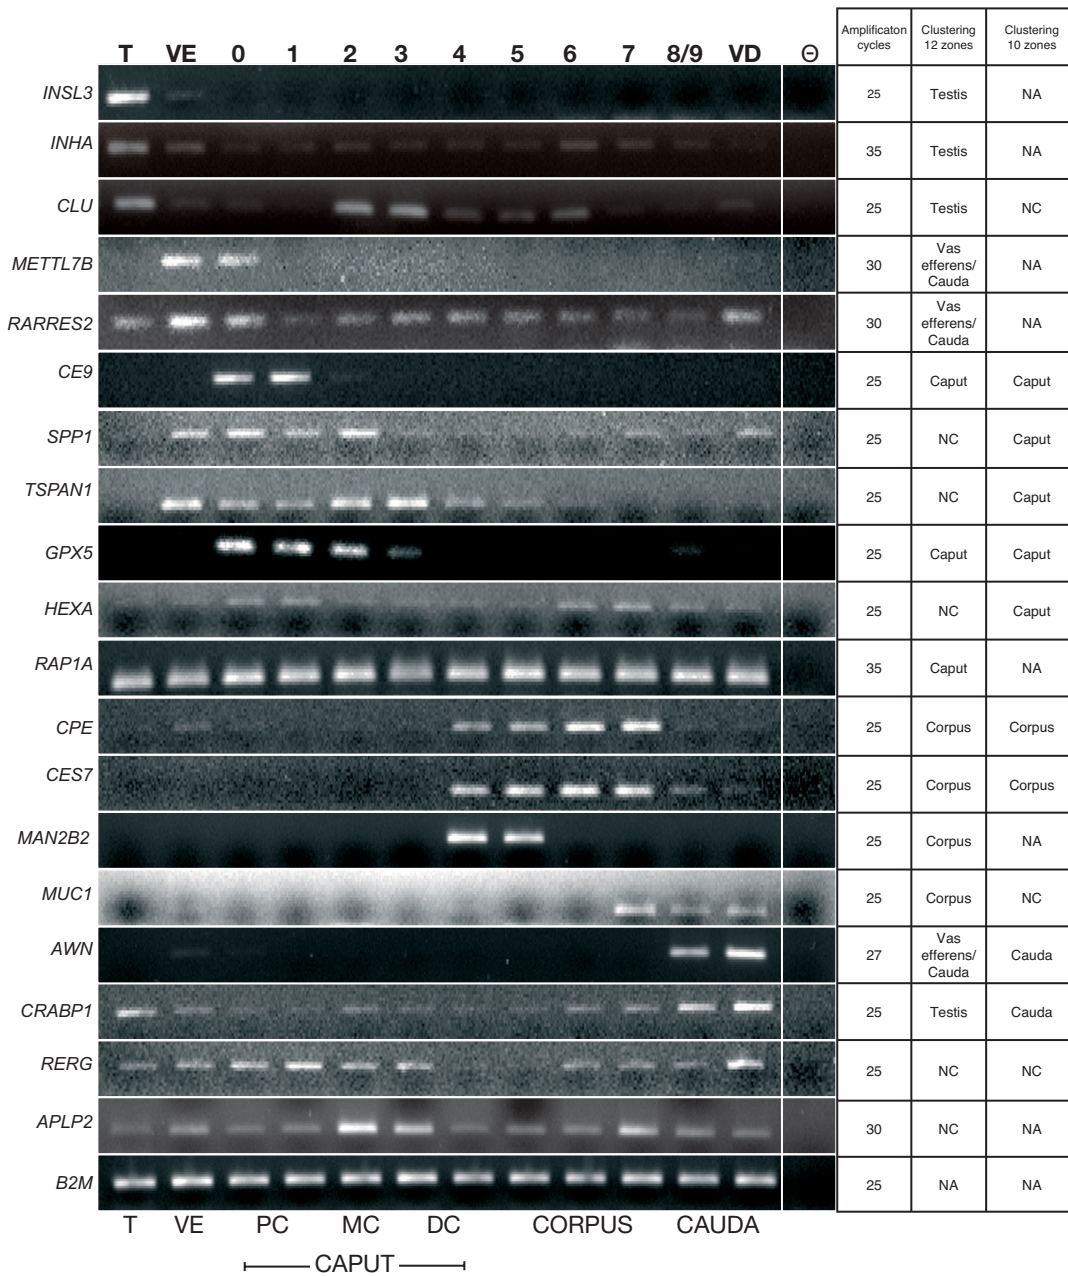 Amplificaton cycles Clustering 12 zones Clustering 10 zones
T VE 0 1 2 3 4 5 6 7 8/9 VD Θ
INSL3 25 Testis NA
INHA 35 Testis NA
CLU 25 Testis NC
METTL7B 30 Vas efferens/ Cauda NA
RARRES2 30 Vas efferens/ Cauda NA
CE9 25 Caput Caput
SPP1 25 NC Caput
TSPAN1 25 NC Caput
GPX5 25 Caput Caput
HEXA 25 NC Caput
RAP1A 35 Caput NA
CPE 25 Corpus Corpus
CES7 25 Corpus Corpus
MAN2B2 25 Corpus NA
MUC1 25 Corpus NC
AWN 27 Vas efferens/ Cauda Cauda
CRABP1 25 Testis Cauda
RERG 25 NC NC
APLP2 30 NC NA
B2M 25 NA NA
T VE PC MC DC CORPUS CAUDA
CAPUT